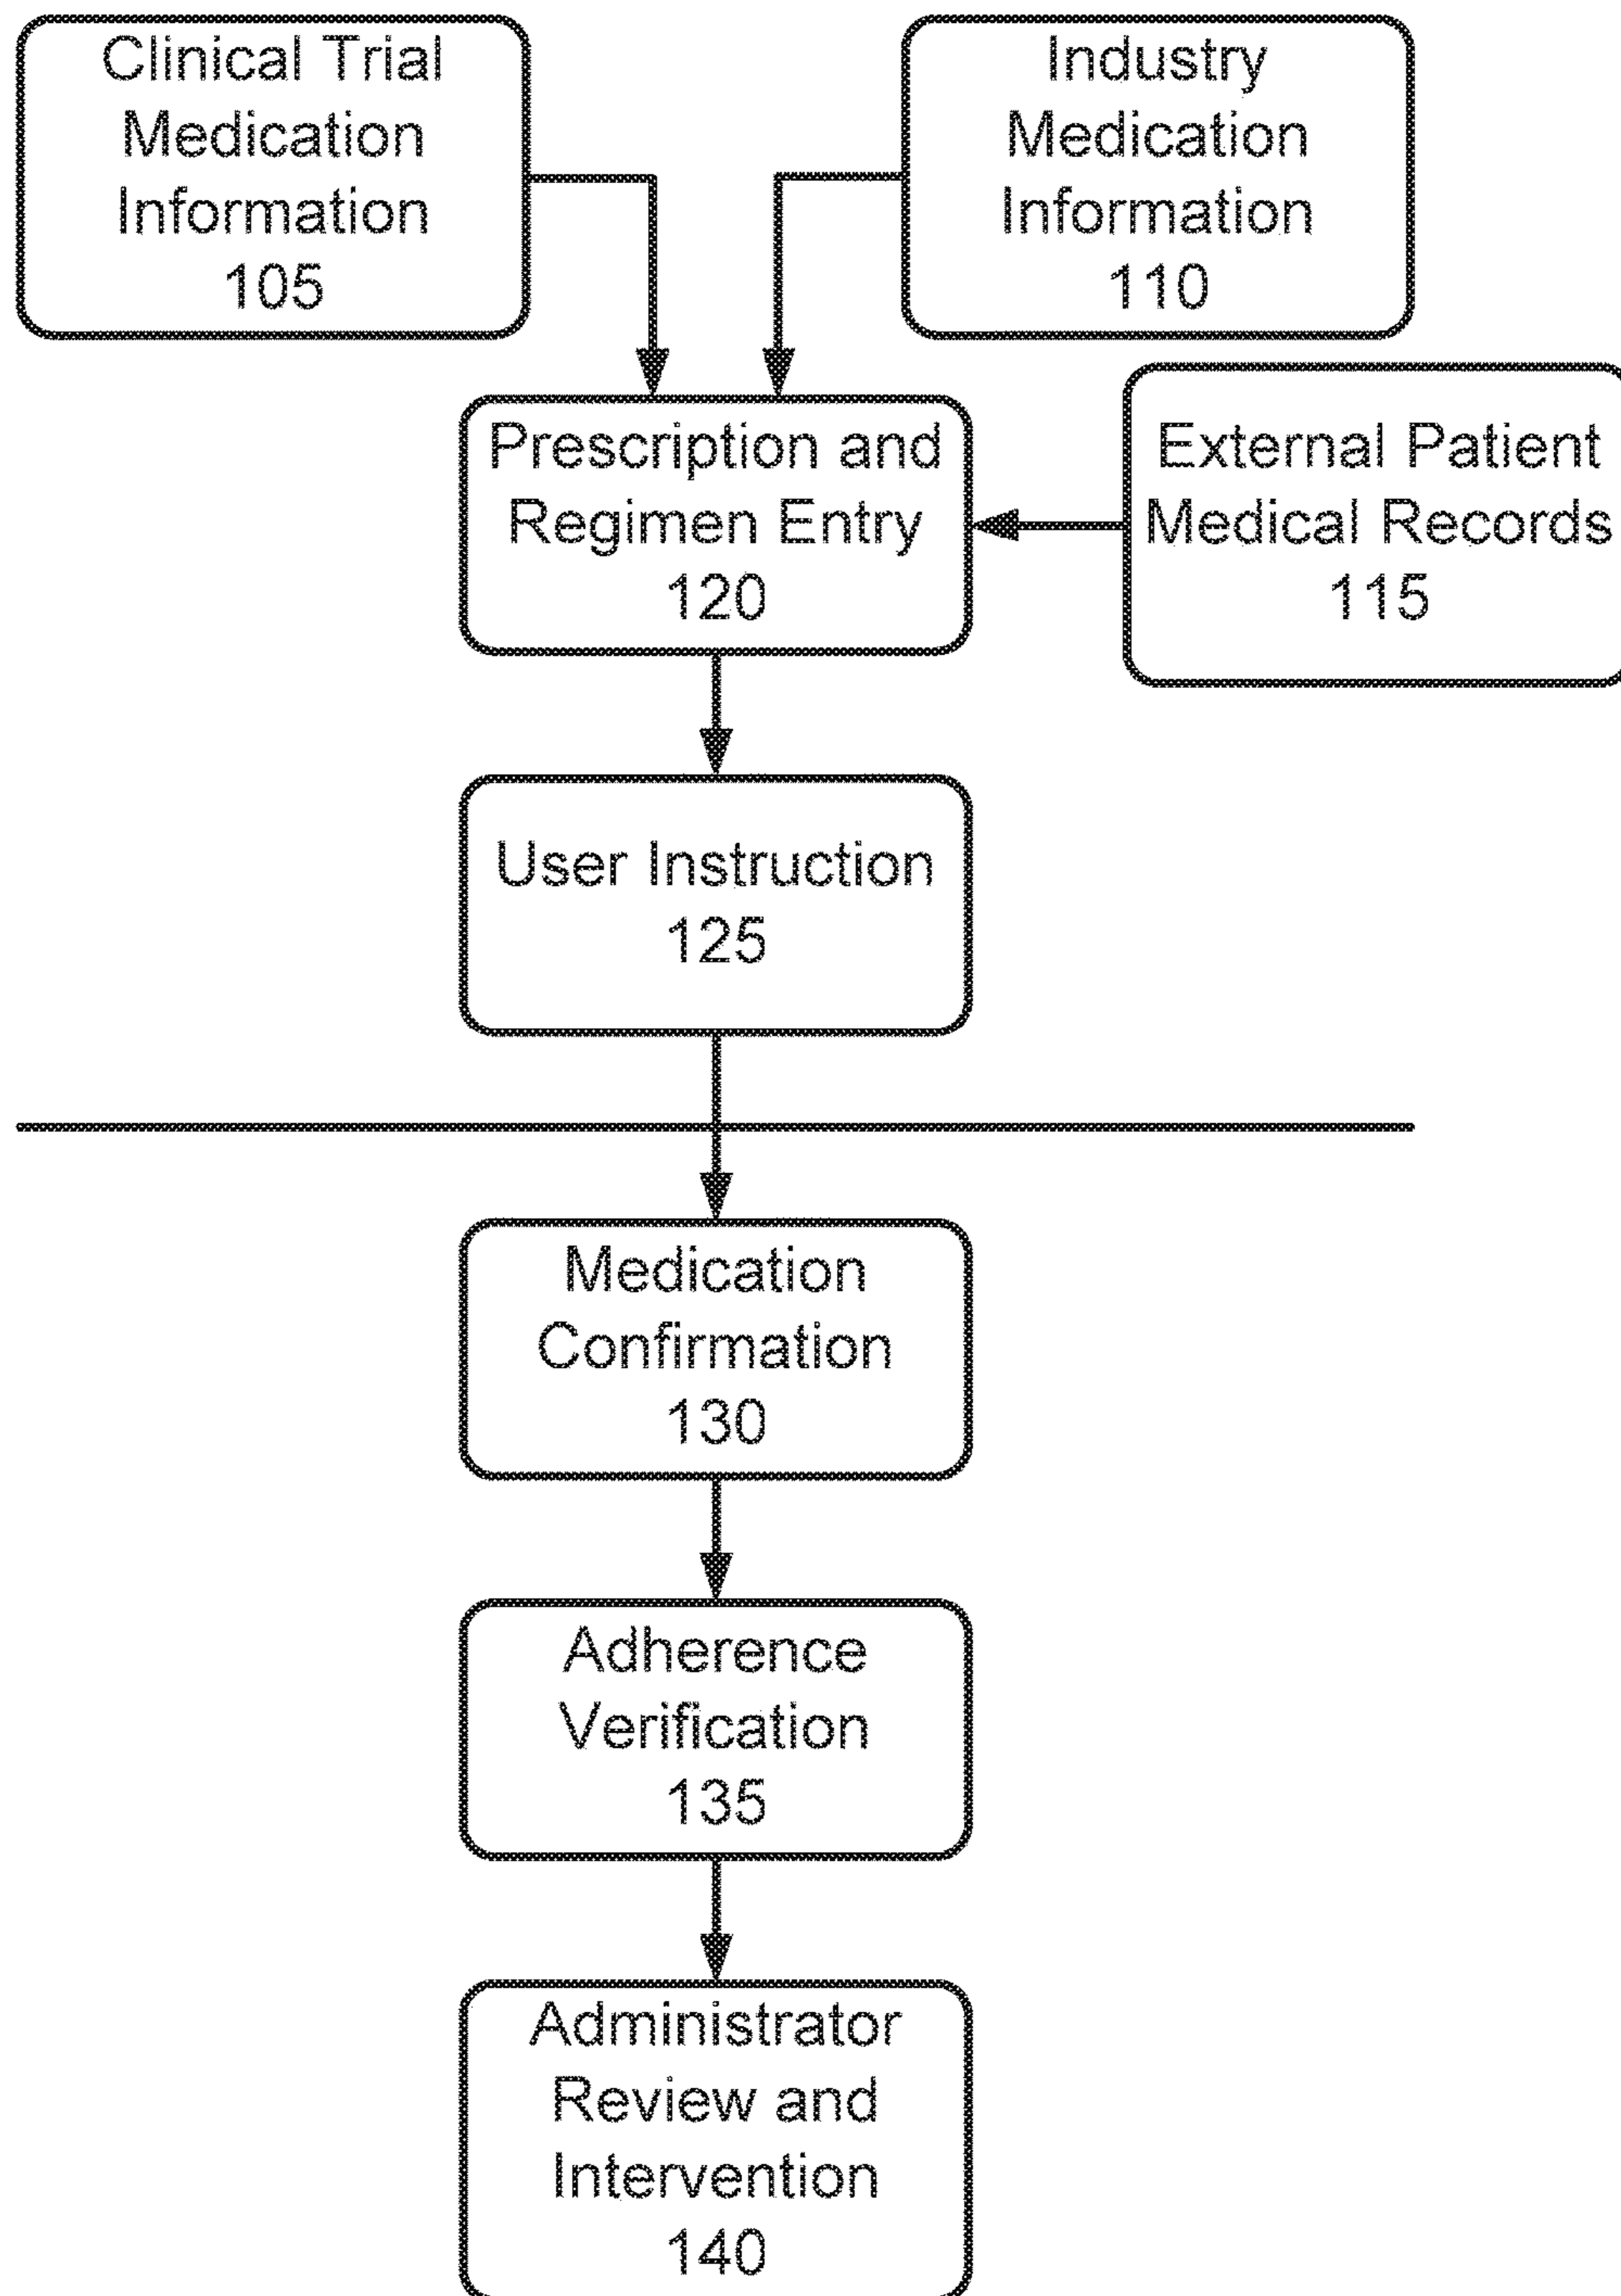 Clinical Trial
Medication
Information
105
Industry
Medication
Information
110
Prescription and
Regimen Entry
120
External Patient
Medical Records
115
User Instruction
125
Medication
Confirmation
130
Adherence
Verification
135
Administrator
Review and
Intervention
140